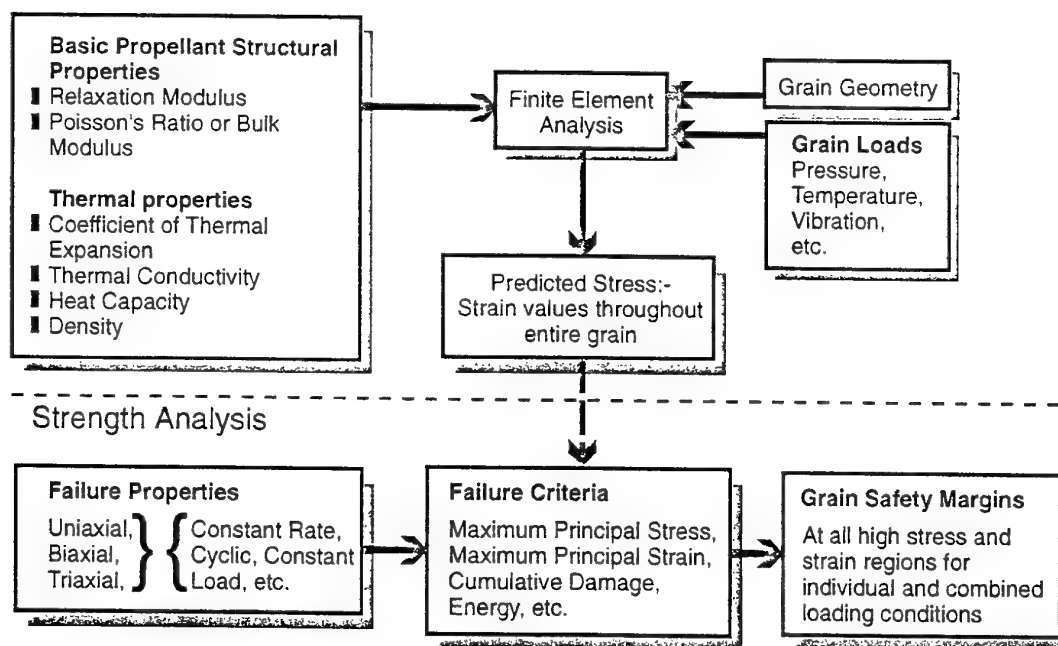 Basic Propellant Structural
Properties
Relaxation Modulus
Poisson's Ratio or Bulk
Modulus
Thermal properties
Coefficient of Thermal
Expansion
Thermal Conductivity
Heat Capacity
Density
Finite Element
Analysis
Grain Geometry
Grain Loads
Pressure,
Temperature,
Vibration,
etc.
Predicted Stress:-
Strain values throughout
entire grain
Strength Analysis
Failure Properties
Uniaxial,
Biaxial,
Triaxial,
Constant Rate,
Cyclic, Constant
Load, etc.
Failure Criteria
Maximum Principal Stress,
Maximum Principal Strain,
Cumulative Damage,
Energy, etc.
Grain Safety Margins
At all high stress and
strain regions for
individual and combined
loading conditions